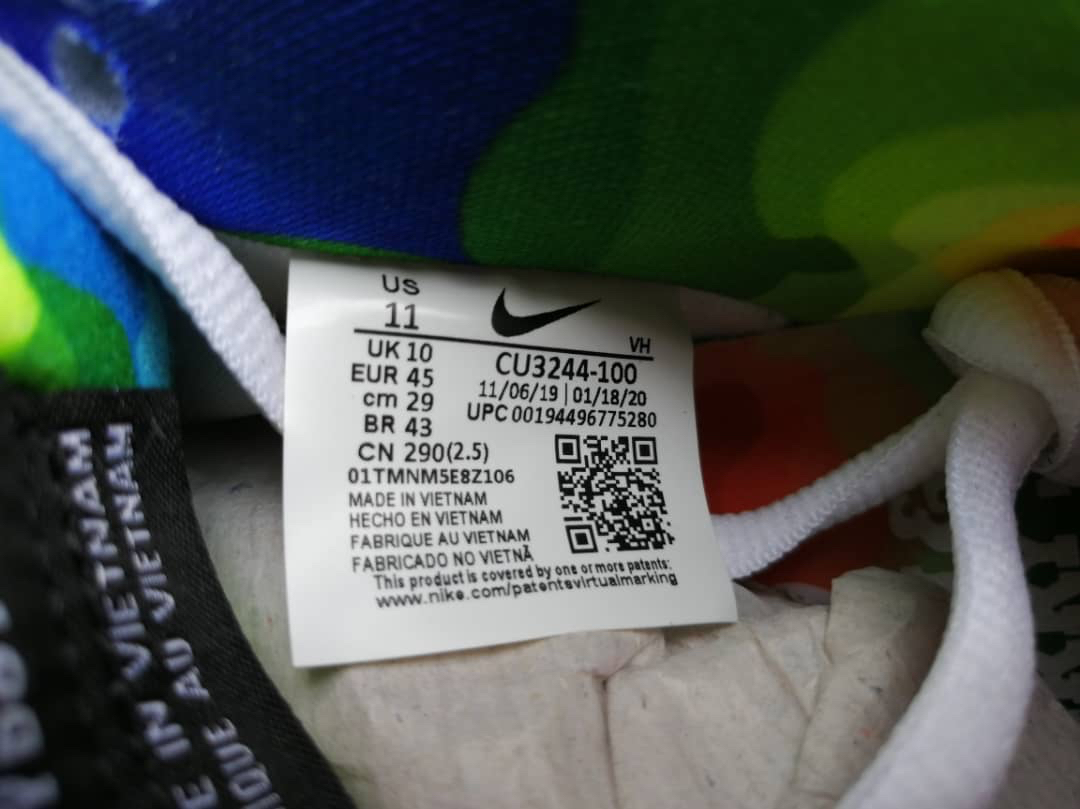 US
11
VH
UK 10
EUR 45
cm 29
BR 43
CN 290(2.5)
CU3244-100
11/06/19 | 01/18/20
UPC 00194496775280
01TMNM5E8Z106
MADE IN VIETNAM
HECHO EN VIETNAM
FABRIQUE AU VIETNAM
FABRICADO NO VIETNÃ
This product is covered by one or more patents:
www.nike.com/patentsvirtualmarking
IN VIETNAM
AU VIETNAM